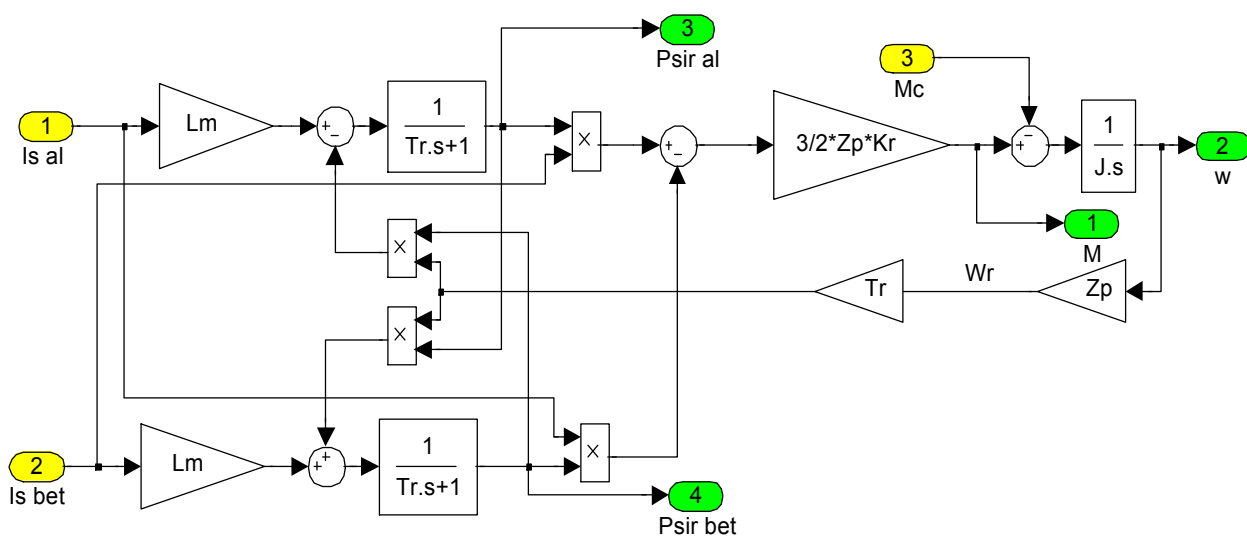 3
Psir al
3
Mc
1
Is al
Lm
+
−
1
Tr.s+1
×
+
−
3/2*Zp*Kr
−
+
1
J.s
2
w
1
M
×
Tr
Wr
Zp
×
2
Is bet
Lm
+
+
1
Tr.s+1
×
4
Psir bet